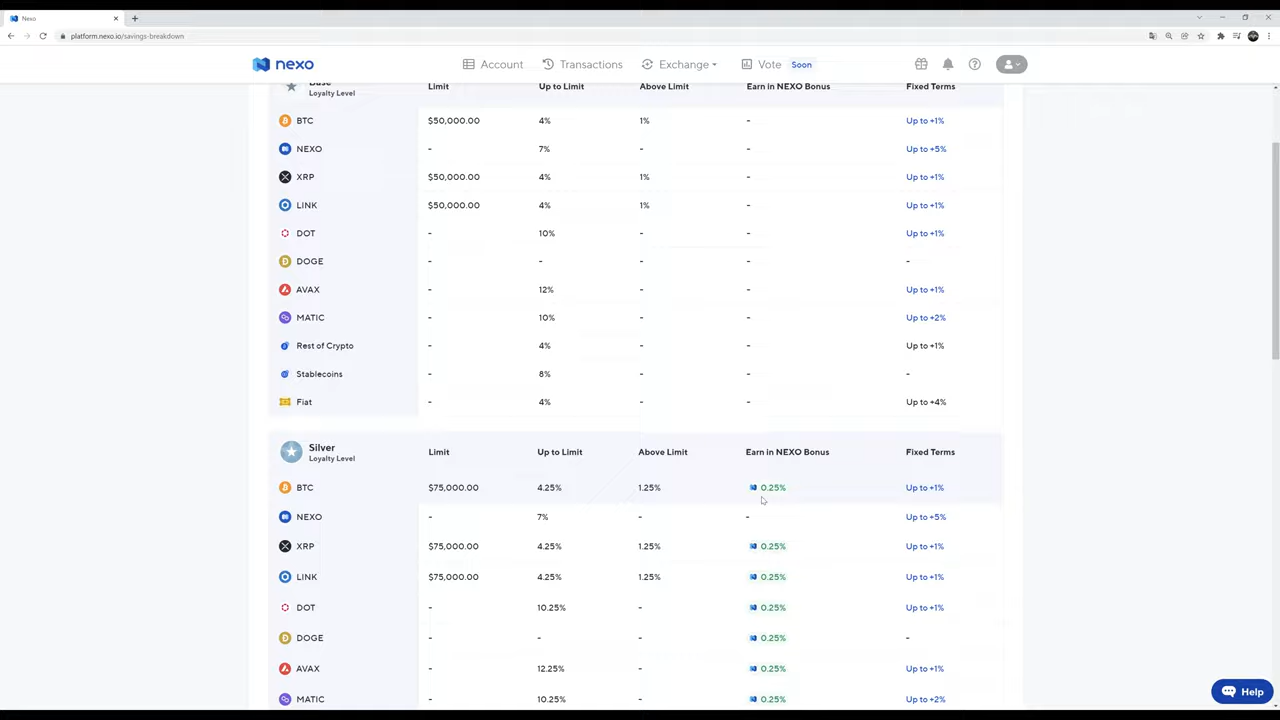 Nexo
platform.nexo.io/savings-breakdown
nexo Account Transactions Exchange Vote Soon
Base
Loyalty Level Limit Up to Limit Above Limit Earn in NEXO Bonus Fixed Terms
BTC $50,000.00 4% 1% - Up to +1%
NEXO - 7% - - Up to +5%
XRP $50,000.00 4% 1% - Up to +1%
LINK $50,000.00 4% 1% - Up to +1%
DOT - 10% - - Up to +1%
DOGE - - - - -
AVAX - 12% - - Up to +1%
MATIC - 10% - - Up to +2%
Rest of Crypto - 4% - - Up to +1%
Stablecoins - 8% - - -
Fiat - 4% - - Up to +4%
Silver
Loyalty Level Limit Up to Limit Above Limit Earn in NEXO Bonus Fixed Terms
BTC $75,000.00 4.25% 1.25% 0.25% Up to +1%
NEXO - 7% - - Up to +5%
XRP $75,000.00 4.25% 1.25% 0.25% Up to +1%
LINK $75,000.00 4.25% 1.25% 0.25% Up to +1%
DOT - 10.25% - 0.25% Up to +1%
DOGE - - - 0.25% -
AVAX - 12.25% - 0.25% Up to +1%
MATIC - 10.25% - 0.25% Up to +2%
Help